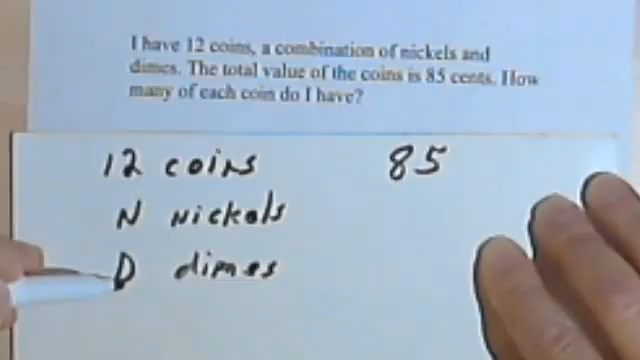 I have 12 coins, a combination of nickels and
dimes. The total value of the coins is 85 cents. How
many of each coin do I have?
12 coins 85
N nickels
D dimes